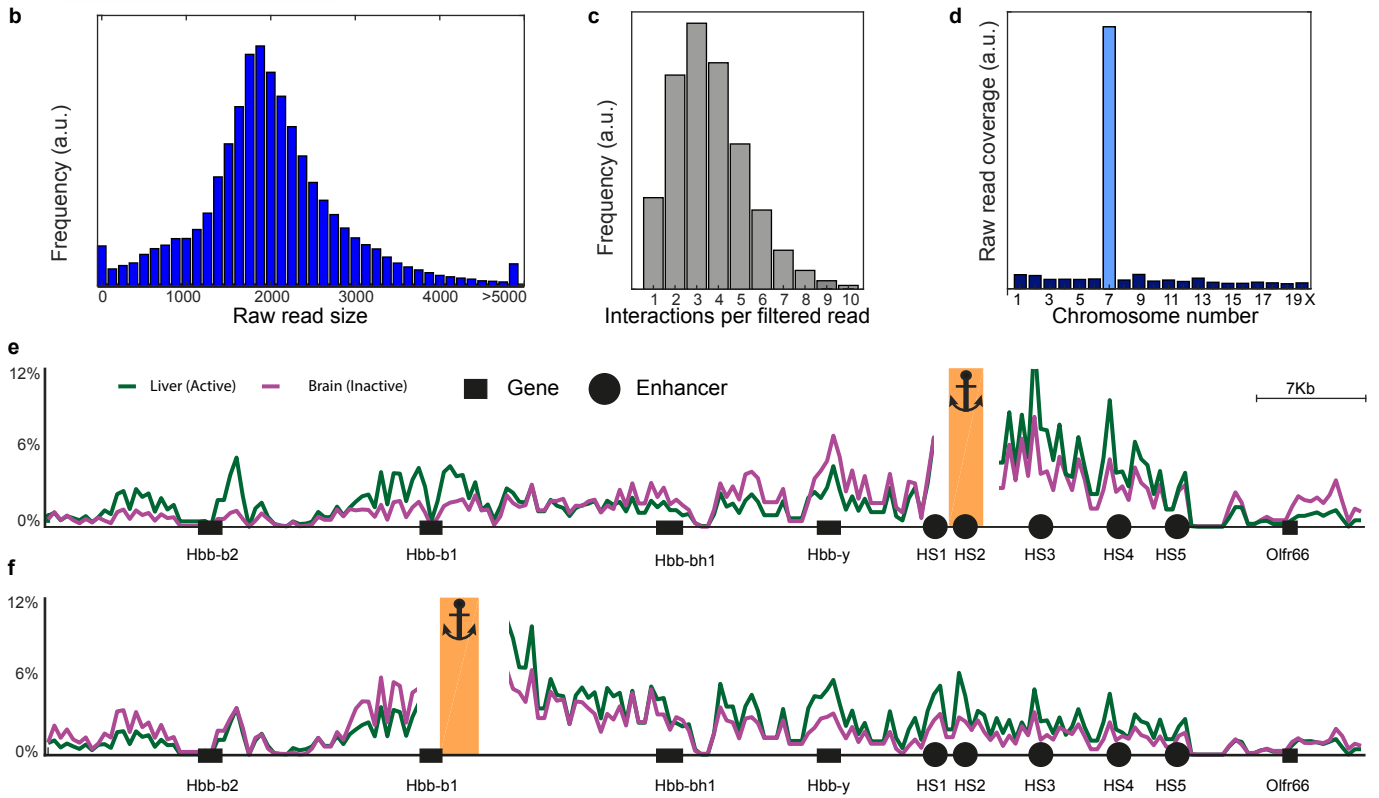 b
Frequency (a.u.)
0 1000 2000 3000 4000 >5000
Raw read size
c
Frequency (a.u.)
1 2 3 4 5 6 7 8 9 10
Interactions per filtered read
d
Raw read coverage (a.u.)
1 3 5 7 9 11 13 15 17 19 X
Chromosome number
e
12%
6%
0%
Liver (Active) Brain (Inactive) Gene Enhancer
7Kb
Hbb-b2 Hbb-b1 Hbb-bh1 Hbb-y HS1 HS2 HS3 HS4 HS5 Olfr66
f
12%
6%
0%
Hbb-b2 Hbb-b1 Hbb-bh1 Hbb-y HS1 HS2 HS3 HS4 HS5 Olfr66